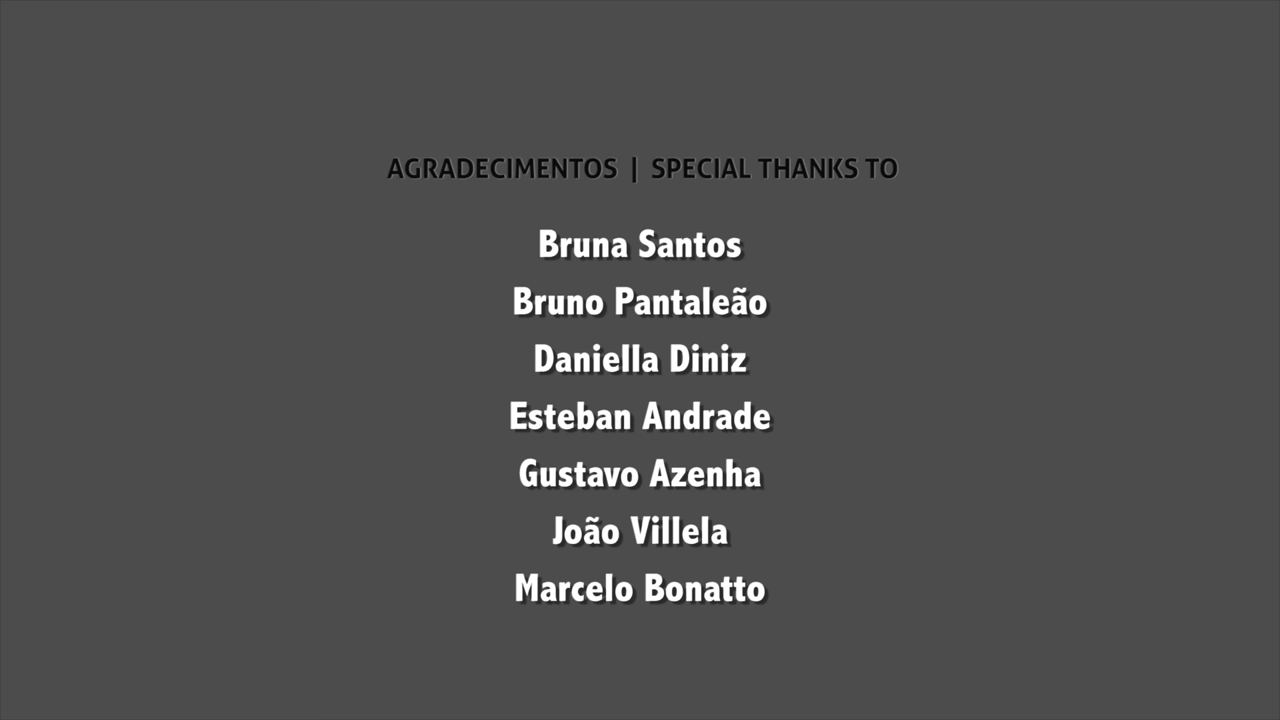 AGRADECIMENTOS | SPECIAL THANKS TO
Bruna Santos
Bruno Pantaleão
Daniella Diniz
Esteban Andrade
Gustavo Azenha
João Villela
Marcelo Bonatto